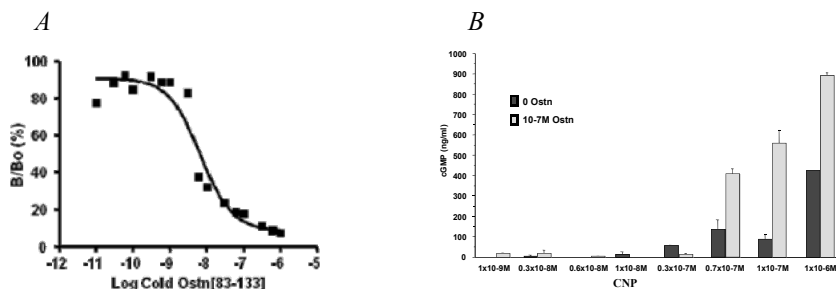 A
B
100
80
60
40
20
0
B/Bo (%)
-12 -11 -10 -9 -8 -7 -6 -5
Log Cold Ostn[83-133]
1000
900
800
700
600
500
400
300
200
100
0
cGMP (ng/ml)
0 Ostn
10-7M Ostn
1x10-9M 0.3x10-8M 0.6x10-8M 1x10-8M 0.3x10-7M 0.7x10-7M 1x10-7M 1x10-6M
CNP